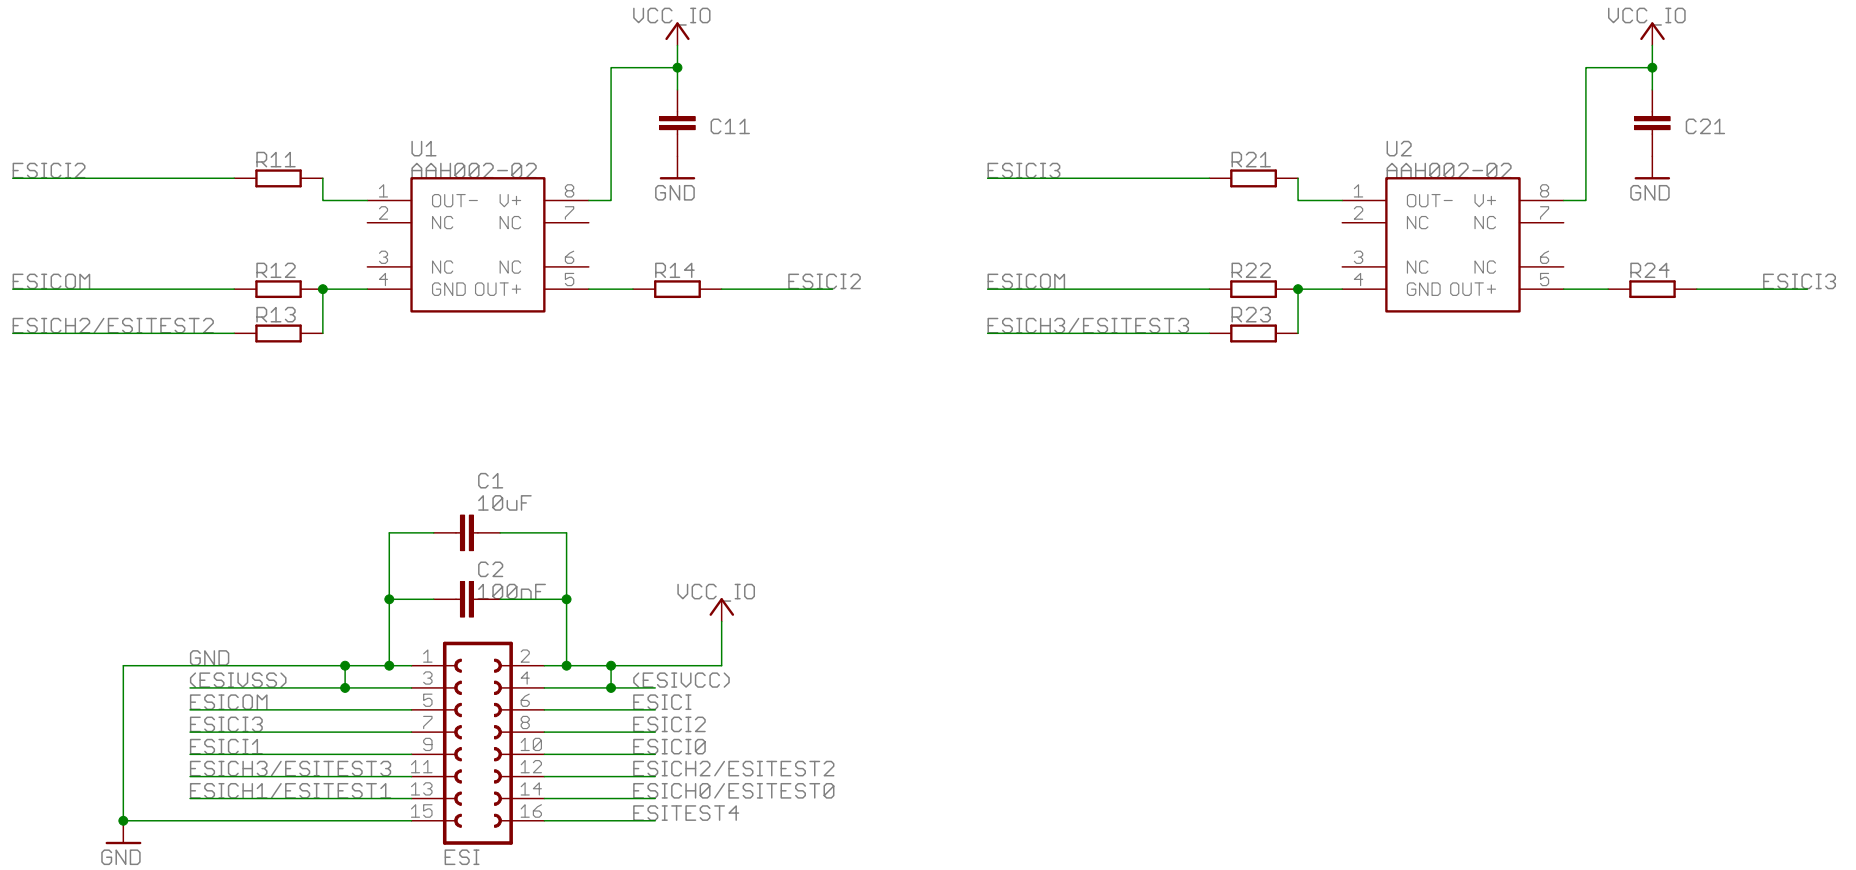 VCC_IO
C11
GND
U1
AAH002-02
ESICI2
R11
1 OUT- V+ 8
2 NC NC 7
3 NC NC 6
4 GND OUT+ 5
ESICOM
R12
R14
ESICI2
ESICH2/ESITEST2
R13
VCC_IO
C21
GND
U2
AAH002-02
ESICI3
R21
1 OUT- V+ 8
2 NC NC 7
3 NC NC 6
4 GND OUT+ 5
ESICOM
R22
R24
ESICI3
ESICH3/ESITEST3
R23
C1
10uF
C2
100nF
VCC_IO
GND 1 2
(ESIVSS) 3 4 (ESIVCC)
ESICOM 5 6 ESICI
ESICI3 7 8 ESICI2
ESICI1 9 10 ESICI0
ESICH3/ESITEST3 11 12 ESICH2/ESITEST2
ESICH1/ESITEST1 13 14 ESICH0/ESITEST0
15 16 ESITEST4
GND
ESI